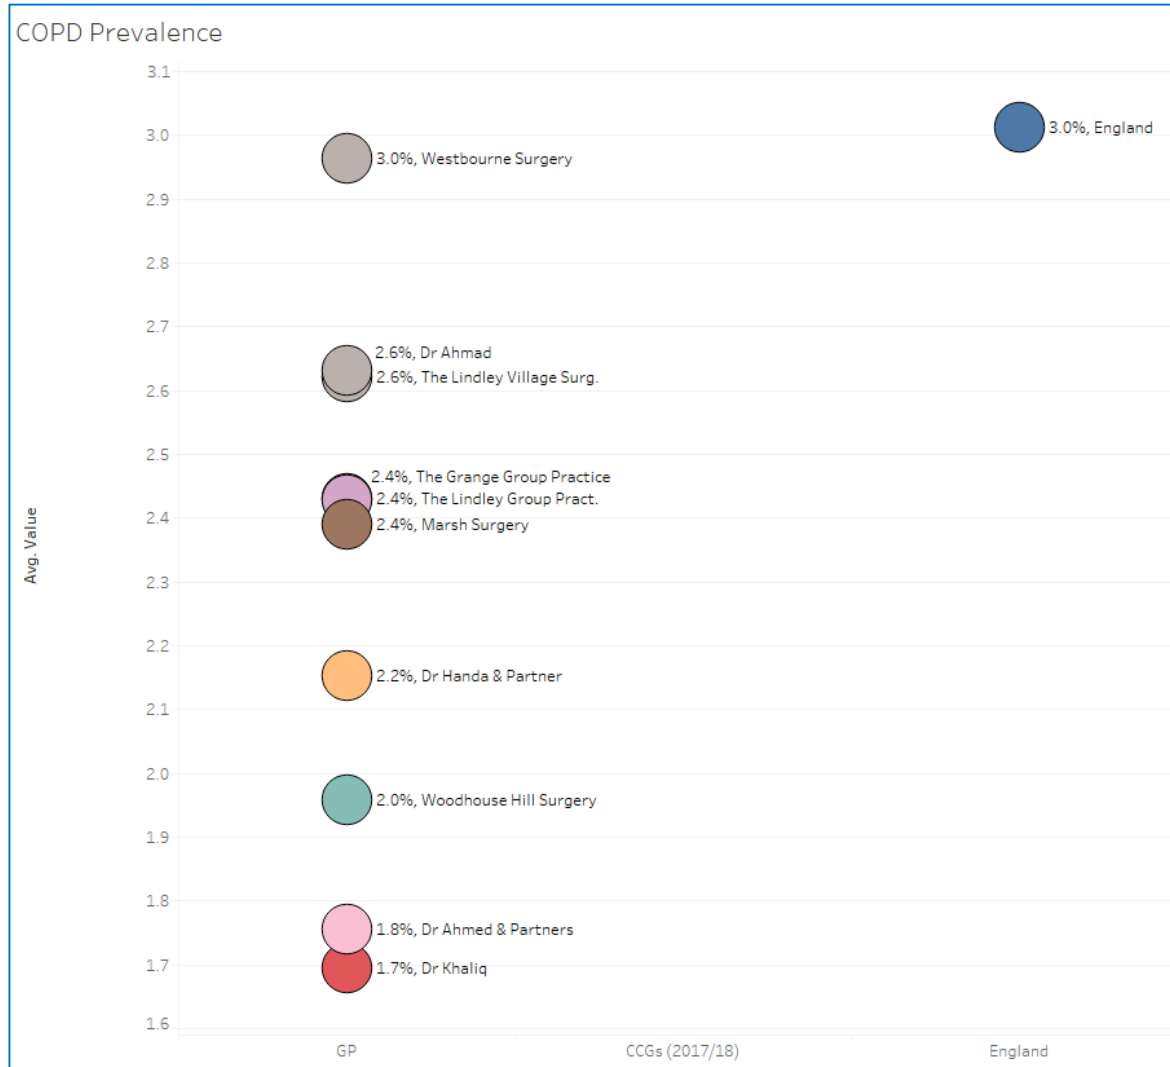 COPD Prevalence
3.1
3.0
2.9
2.8
2.7
2.6
2.5
2.4
2.3
2.2
2.1
2.0
1.9
1.8
1.7
1.6
Avg. Value
3.0%, England
3.0%, Westbourne Surgery
2.6%, Dr Ahmad
2.6%, The Lindley Village Surg.
2.4%, The Grange Group Practice
2.4%, The Lindley Group Pract.
2.4%, Marsh Surgery
2.2%, Dr Handa & Partner
2.0%, Woodhouse Hill Surgery
1.8%, Dr Ahmed & Partners
1.7%, Dr Khaliq
GP
CCGs (2017/18)
England